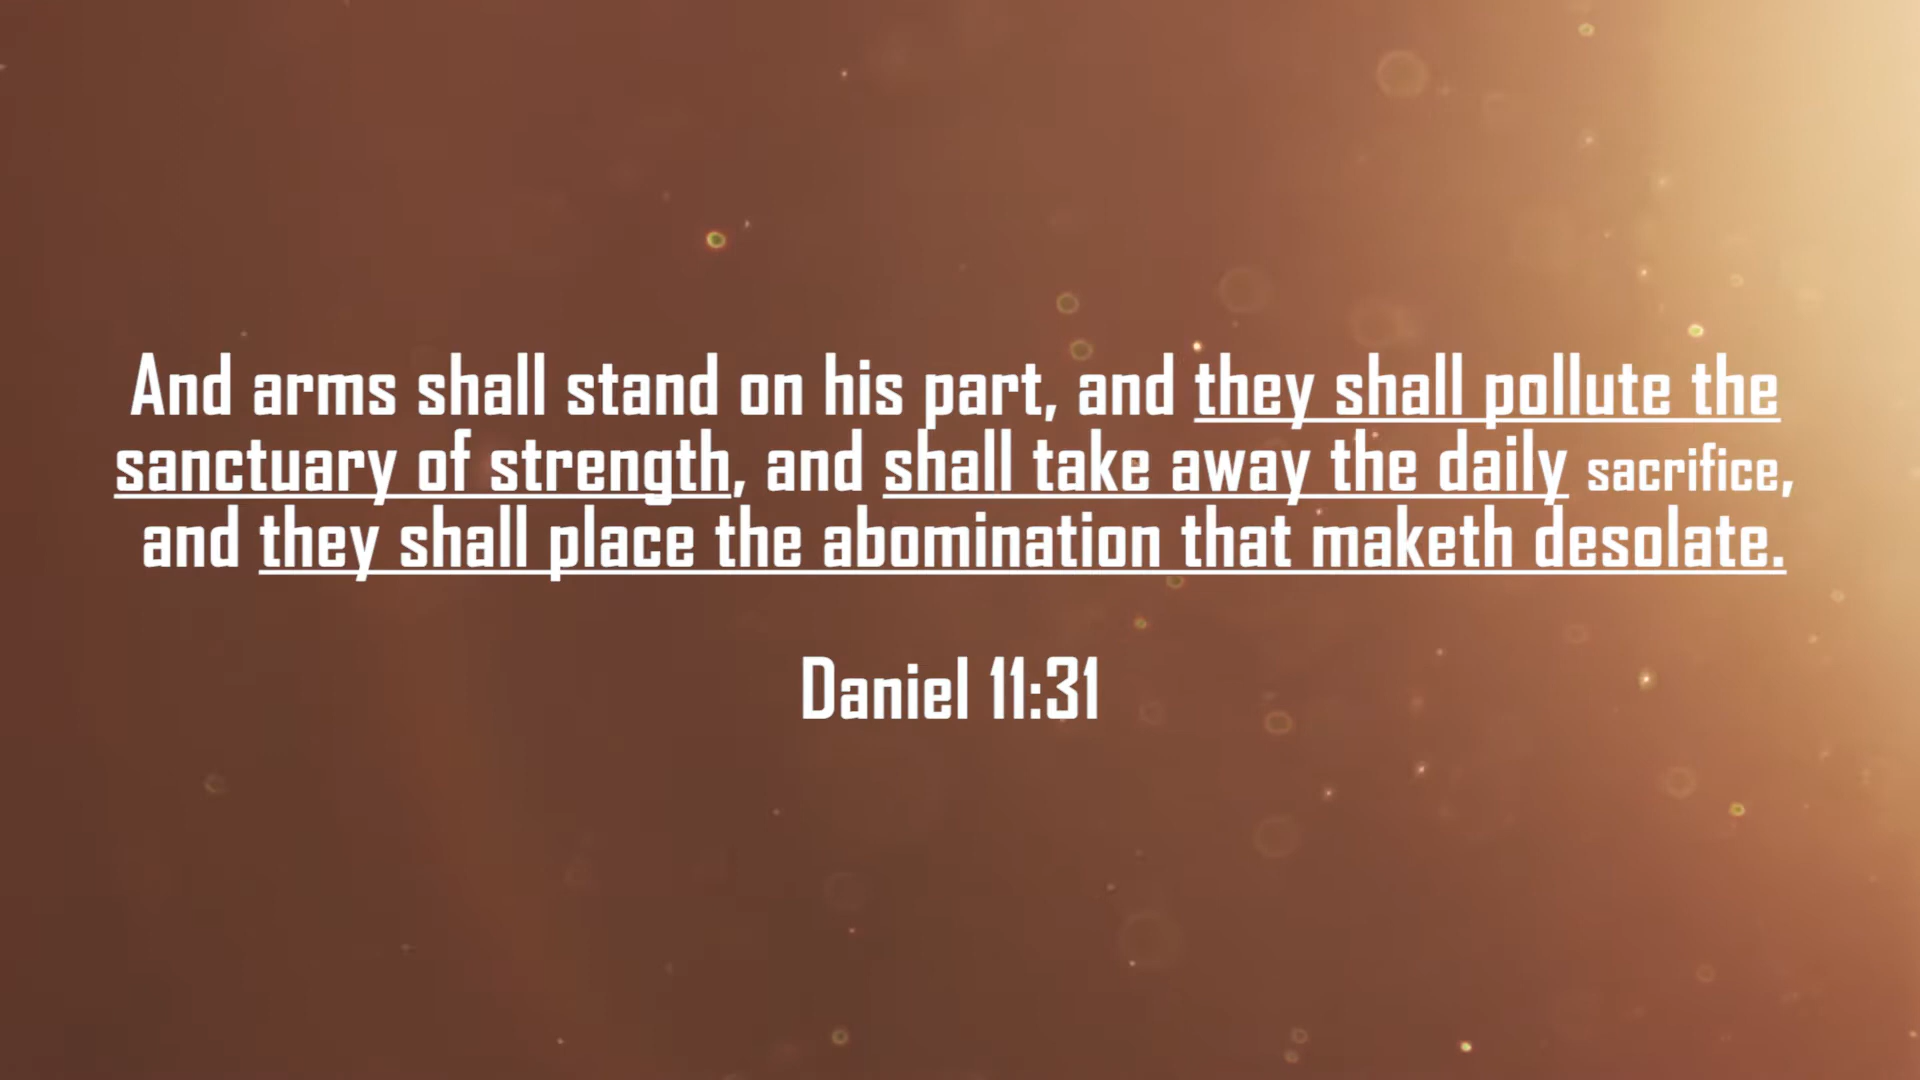 And arms shall stand on his part, and they shall pollute the
sanctuary of strength, and shall take away the daily sacrifice,
and they shall place the abomination that maketh desolate.
Daniel 11:31